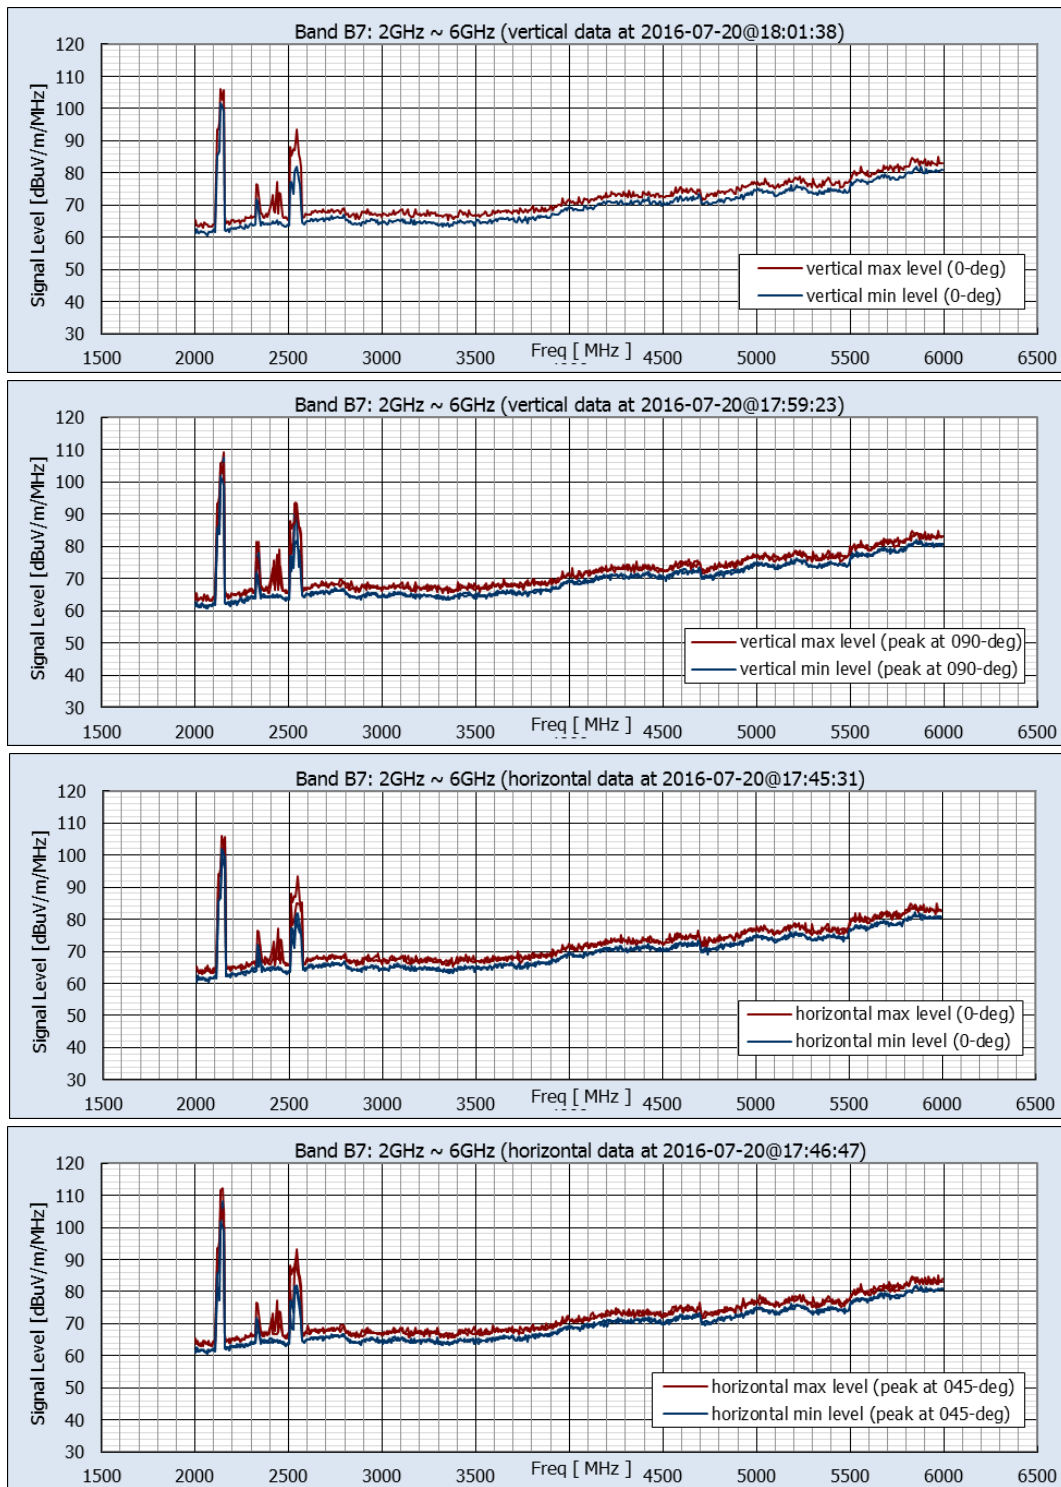 Band B7: 2GHz ~ 6GHz (vertical data at 2016-07-20@18:01:38)
120
110
100
90
80
70
60
50
40
30
Signal Level [dBuV/m/MHz]
vertical max level (0-deg)
vertical min level (0-deg)
1500 2000 2500 3000 3500 4500 5000 5500 6000 6500
Freq [ MHz ]
Band B7: 2GHz ~ 6GHz (vertical data at 2016-07-20@17:59:23)
120
110
100
90
80
70
60
50
40
30
Signal Level [dBuV/m/MHz]
vertical max level (peak at 090-deg)
vertical min level (peak at 090-deg)
1500 2000 2500 3000 3500 4500 5000 5500 6000 6500
Freq [ MHz ]
Band B7: 2GHz ~ 6GHz (horizontal data at 2016-07-20@17:45:31)
120
110
100
90
80
70
60
50
40
30
Signal Level [dBuV/m/MHz]
horizontal max level (0-deg)
horizontal min level (0-deg)
1500 2000 2500 3000 3500 4500 5000 5500 6000 6500
Freq [ MHz ]
Band B7: 2GHz ~ 6GHz (horizontal data at 2016-07-20@17:46:47)
120
110
100
90
80
70
60
50
40
30
Signal Level [dBuV/m/MHz]
horizontal max level (peak at 045-deg)
horizontal min level (peak at 045-deg)
1500 2000 2500 3000 3500 4500 5000 5500 6000 6500
Freq [ MHz ]